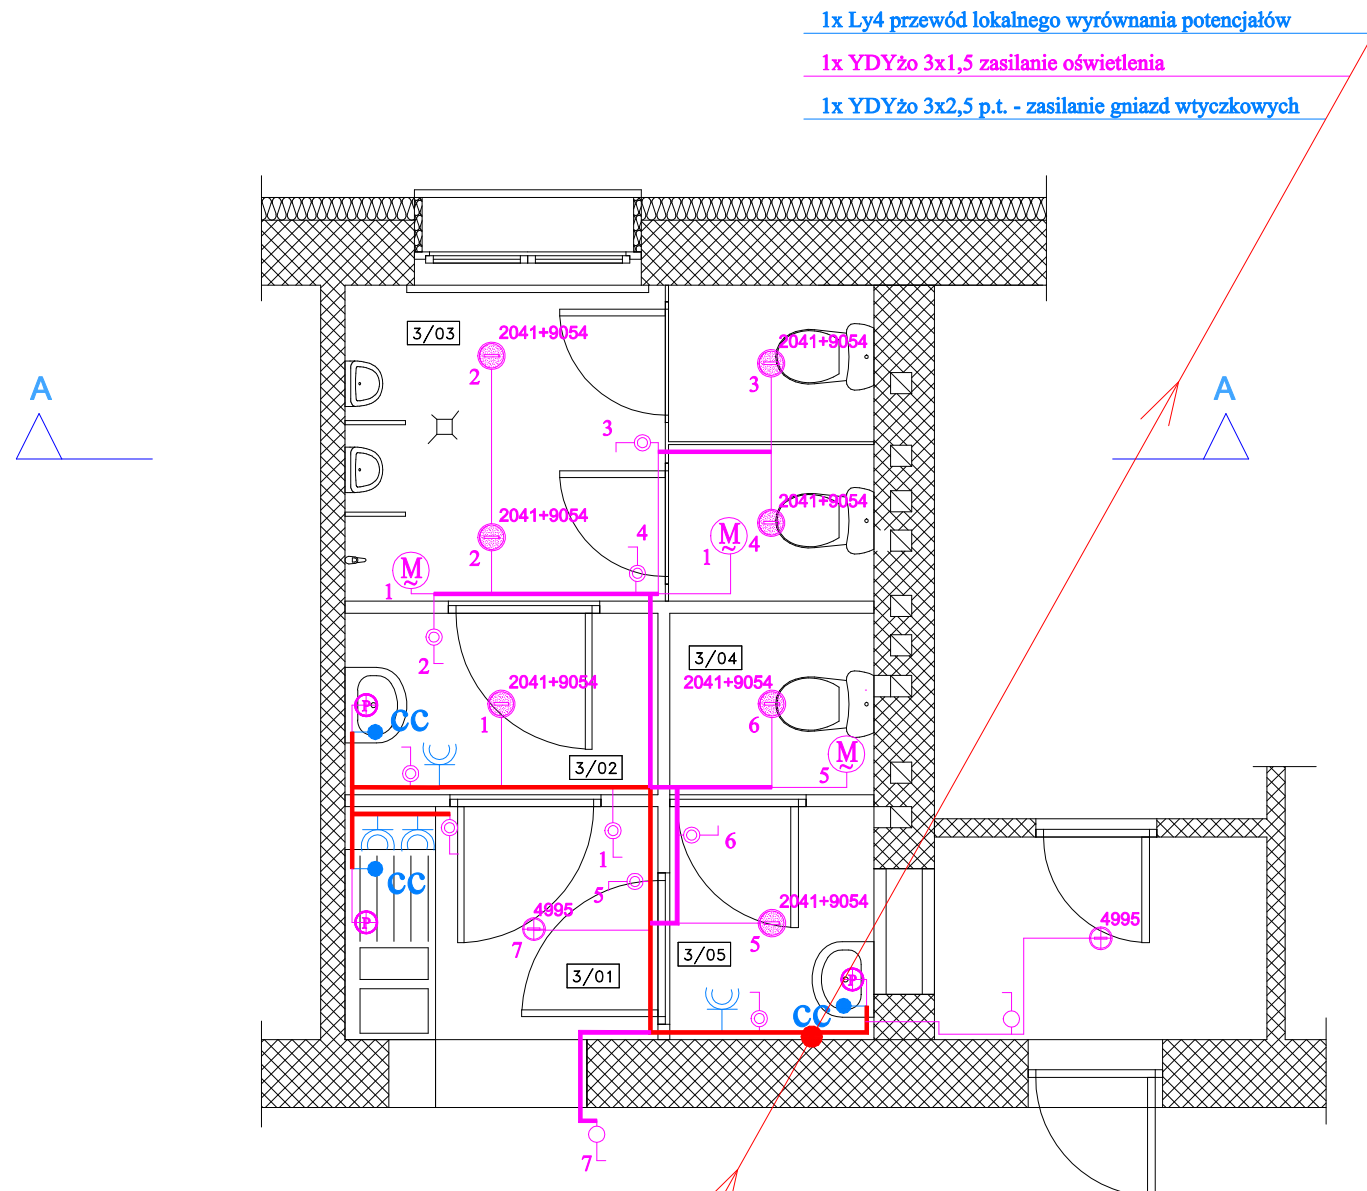 1x Ly4 przewód lokalnego wyrównania potencjałów
1x YDYżo 3x1,5 zasilanie oświetlenia
1x YDYżo 3x2,5 p.t. - zasilanie gniazd wtyczkowych
3/03
2041+9054
2
2041+9054
3
A
A
3
2041+9054
2
4
2041+9054
4
M
~
1
M
~
1
2
3/04
2041+9054
1
2041+9054
6
P
CC
M
~
5
3/02
1
6
5
CC
P
4995
7
2041+9054
5
4995
3/05
3/01
P
CC
7